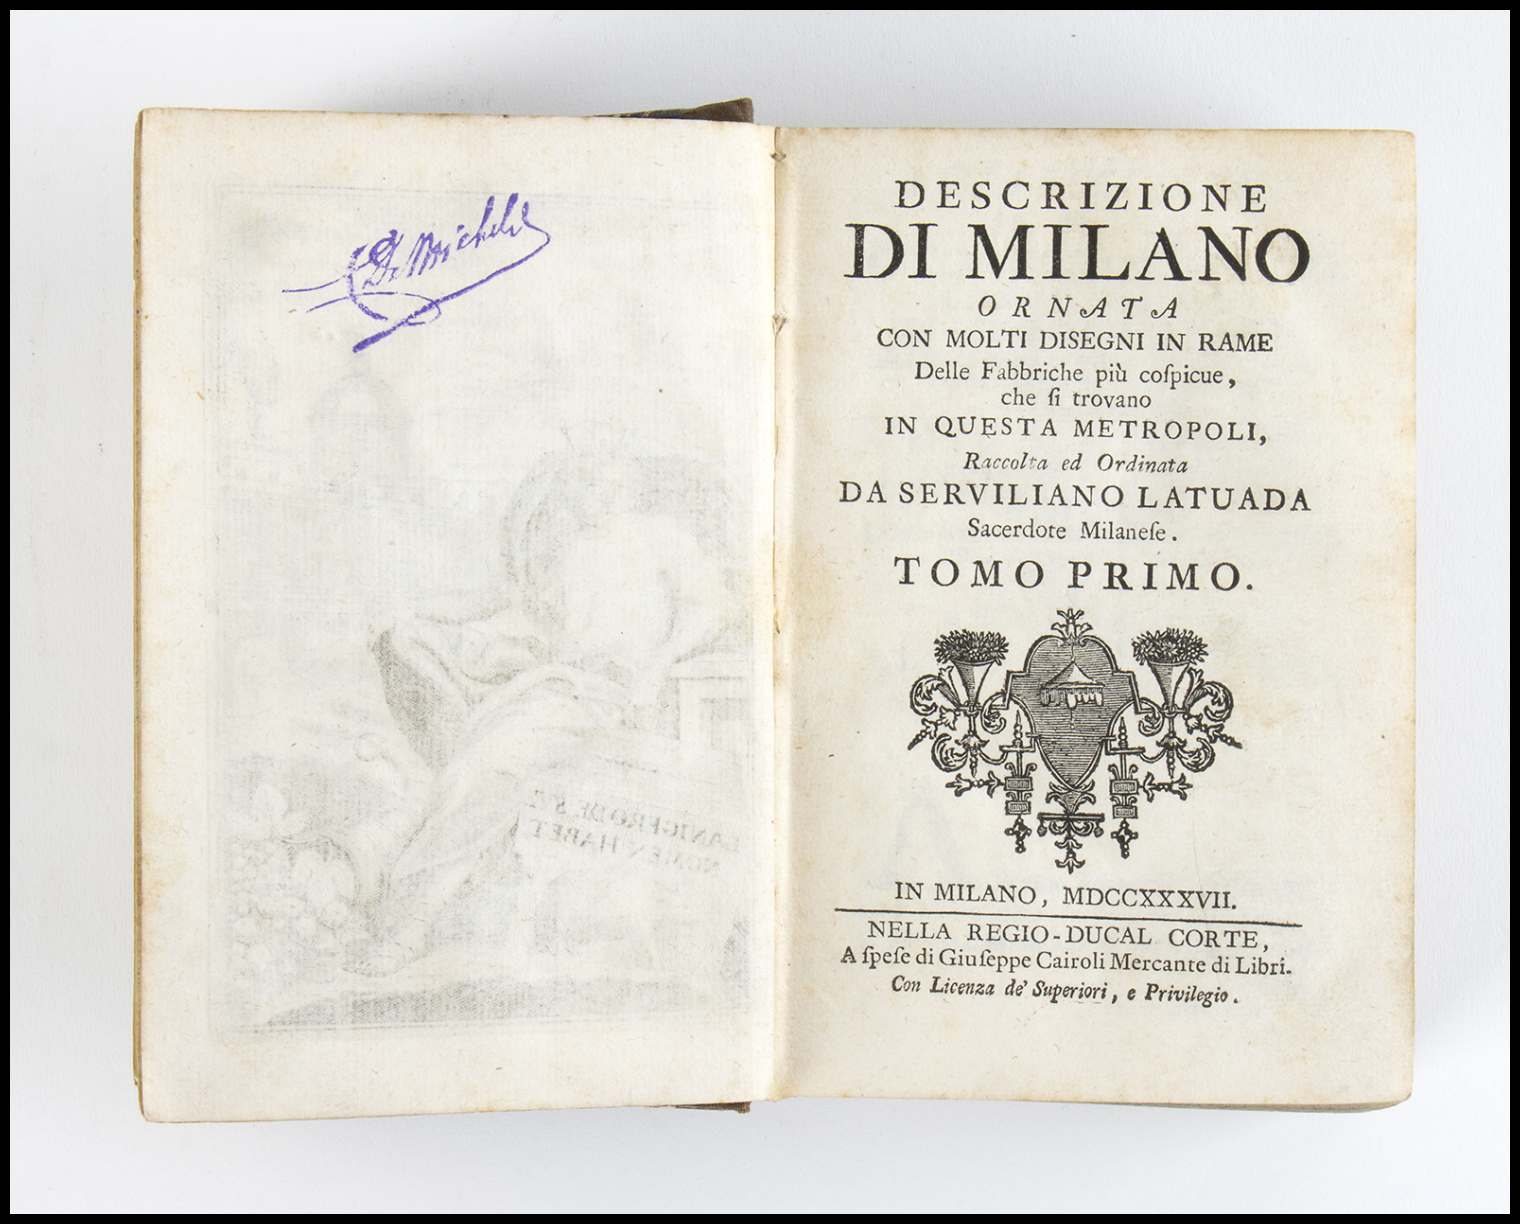 De Micheli
DESCRIZIONE
DI MILANO
ORNATA
CON MOLTI DISEGNI IN RAME
Delle Fabbriche più coſpicue,
che ſi trovano
IN QUESTA METROPOLI,
Raccolta ed Ordinata
DA SERVILIANO LATUADA
Sacerdote Milaneſe.
TOMO PRIMO.
IN MILANO, MDCCXXXVII.
NELLA REGIO-DUCAL CORTE,
A ſpeſe di Giuſeppe Cairoli Mercante di Libri.
Con Licenza de' Superiori, e Privilegio.